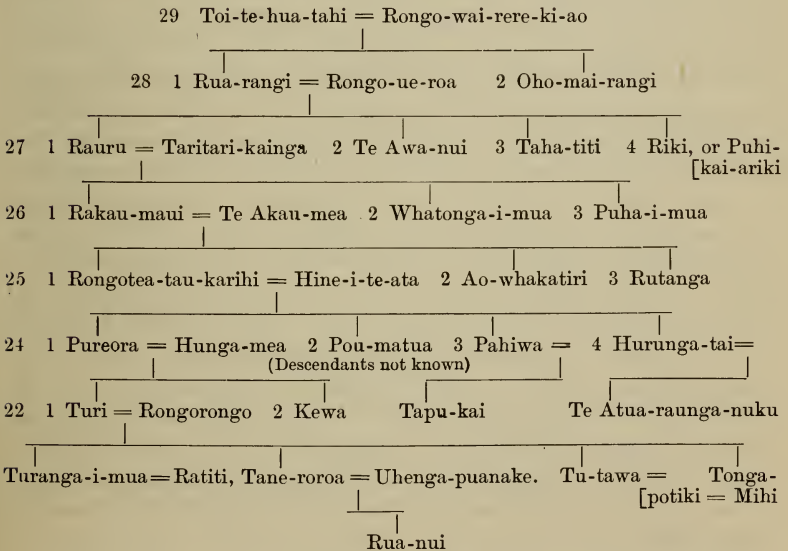 29 Toi-te-hua-tahi = Rongo-wai-rere-ki-ao
28 1 Rua-rangi = Rongo-ue-roa 2 Oho-mai-rangi
27 1 Rauru = Taritari-kainga 2 Te Awa-nui 3 Taha-titi 4 Riki, or Puhi-
[kai-ariki
26 1 Rakau-maui = Te Akau-mea 2 Whatonga-i-mua 3 Puha-i-mua
25 1 Rongotea-tau-karihi = Hine-i-te-ata 2 Ao-whakatiri 3 Rutanga
24 1 Pureora = Hunga-mea 2 Pou-matua 3 Pahiwa = 4 Hurunga-tai=
(Descendants not known)
22 1 Turi = Rongorongo 2 Kewa Tapu-kai Te Atua-raunga-nuku
Turanga-i-mua=Ratiti, Tane-roroa = Uhenga-puanake. Tu-tawa = Tonga-
[potiki = Mihi
Rua-nui